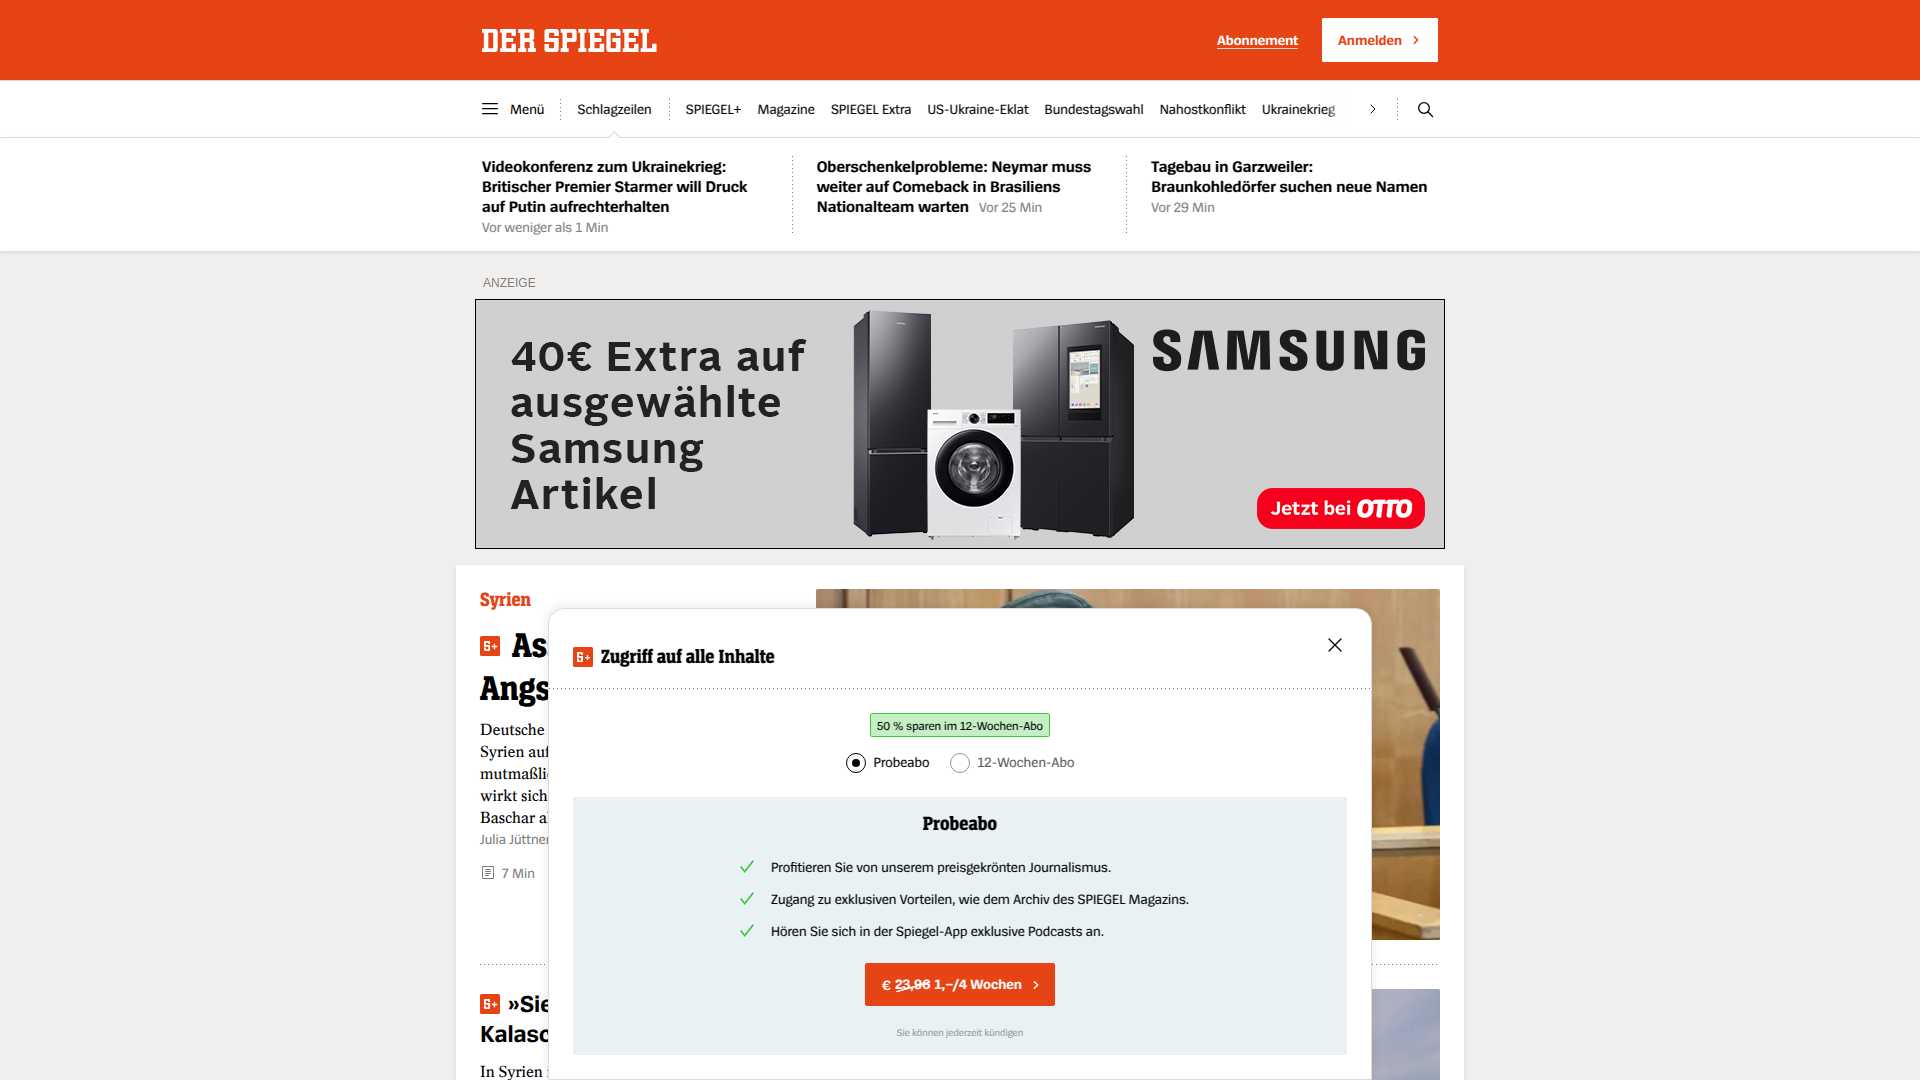 DER SPIEGEL
Abonnement
Anmelden
Menü
Schlagzeilen
SPIEGEL+
Magazine
SPIEGEL Extra
US-Ukraine-Eklat
Bundestagswahl
Nahostkonflikt
Ukrainekrieg
Videokonferenz zum Ukrainekrieg:
Britischer Premier Starmer will Druck
auf Putin aufrechterhalten
Vor weniger als 1 Min
Oberschenkelprobleme: Neymar muss
weiter auf Comeback in Brasiliens
Nationalteam warten Vor 25 Min
Tagebau in Garzweiler:
Braunkohledörfer suchen neue Namen
Vor 29 Min
ANZEIGE
40€ Extra auf
ausgewählte
Samsung
Artikel
SAMSUNG
Jetzt bei OTTO
Syrien
As
Angs
Deutsche
Syrien auf
mutmaßli
wirkt sich
Baschar a
Julia Jüttner
7 Min
Zugriff auf alle Inhalte
50 % sparen im 12-Wochen-Abo
Probeabo
12-Wochen-Abo
Probeabo
Profitieren Sie von unserem preisgekrönten Journalismus.
Zugang zu exklusiven Vorteilen, wie dem Archiv des SPIEGEL Magazins.
Hören Sie sich in der Spiegel-App exklusive Podcasts an.
€ 23,96 1,–/4 Wochen
Sie können jederzeit kündigen
»Sie
Kalasc
In Syrien